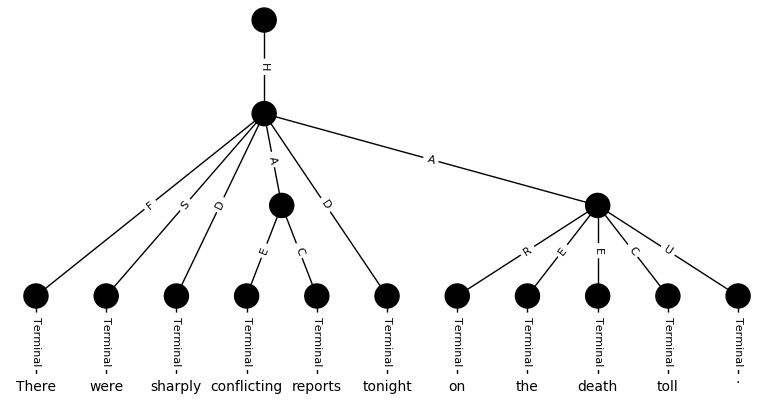 H
A
A
F
S
D
D
E
C
R
E
E
C
U
Terminal Terminal Terminal Terminal Terminal Terminal Terminal Terminal Terminal Terminal Terminal
There were sharply conflicting reports tonight on the death toll .